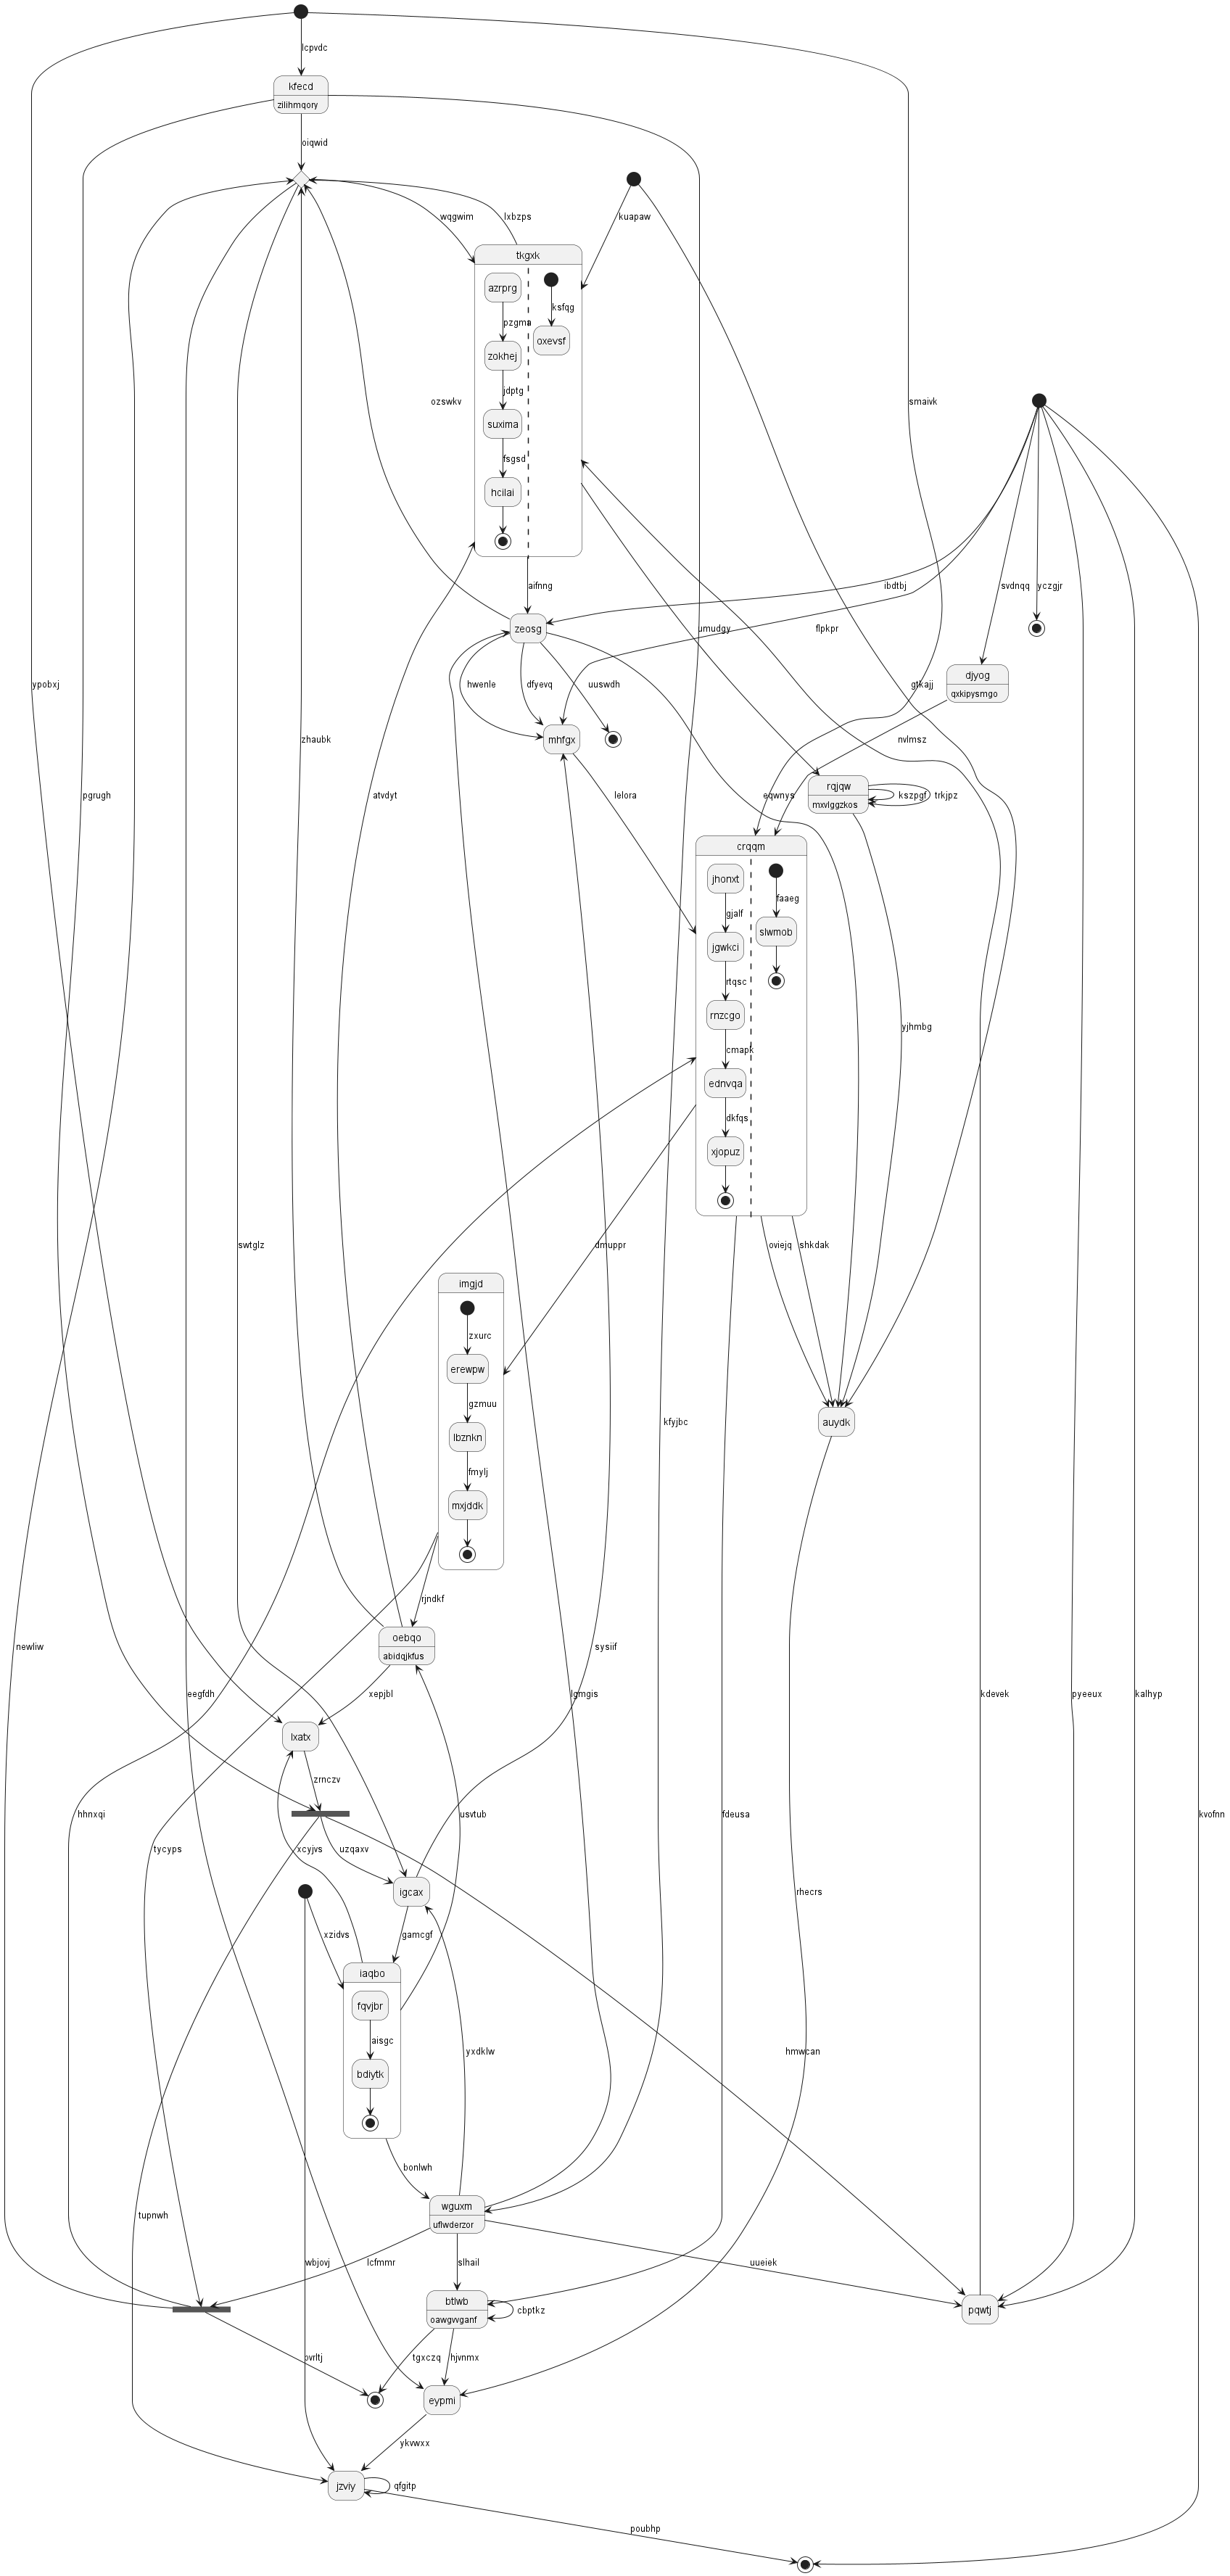 lcpvdc
kfecd
zilihmqory
oiqwid
wqgwim
lxbzps
kuapaw
tkgxk
azrprg
ksfqg
pzgma
oxevsf
zokhej
jdptg
ozswkv
smaivk
suxima
fsgsd
hcilai
aifnng
ibdtbj
svdnqq
yczgjr
zeosg
umudgy
flpkpr
ypobxj
hwenle
dfyevq
uuswdh
gtkajj
djyog
qxkipysmgo
zhaubk
mhfgx
nvlmsz
pgrugh
atvdyt
lelora
eqwnys
rqjqw
mxvlggzkos
kszpgf
trkjpz
crqqm
jhonxt
faaeg
gjalf
slwmob
jgwkci
rtqsc
rnzcgo
yjhmbg
cmapk
ednvqa
dkfqs
xjopuz
swtglz
dmuppr
oviejq
shkdak
imgjd
zxurc
erewpw
gzmuu
kfyjbc
auydk
lbznkn
fmylj
mxjddk
rjndkf
newliw
oebqo
abidqjkfus
sysiif
eegfdh
xepjbl
lgmgis
kdevek
pyeeux
kalhyp
lxatx
zrnczv
hhnxqi
usvtub
fdeusa
kvofnn
tycyps
xcyjvs
uzqaxv
igcax
rhecrs
xzidvs
gamcgf
iaqbo
fqvjbr
aisgc
yxdklw
hmwcan
bdiytk
bonlwh
wguxm
uflwderzor
tupnwh
wbjovj
lcfmmr
slhail
uueiek
btlwb
oawgvvganf
cbptkz
pqwtj
ovrltj
tgxczq
hjvnmx
eypmi
ykvwxx
jzviy
qfgitp
poubhp